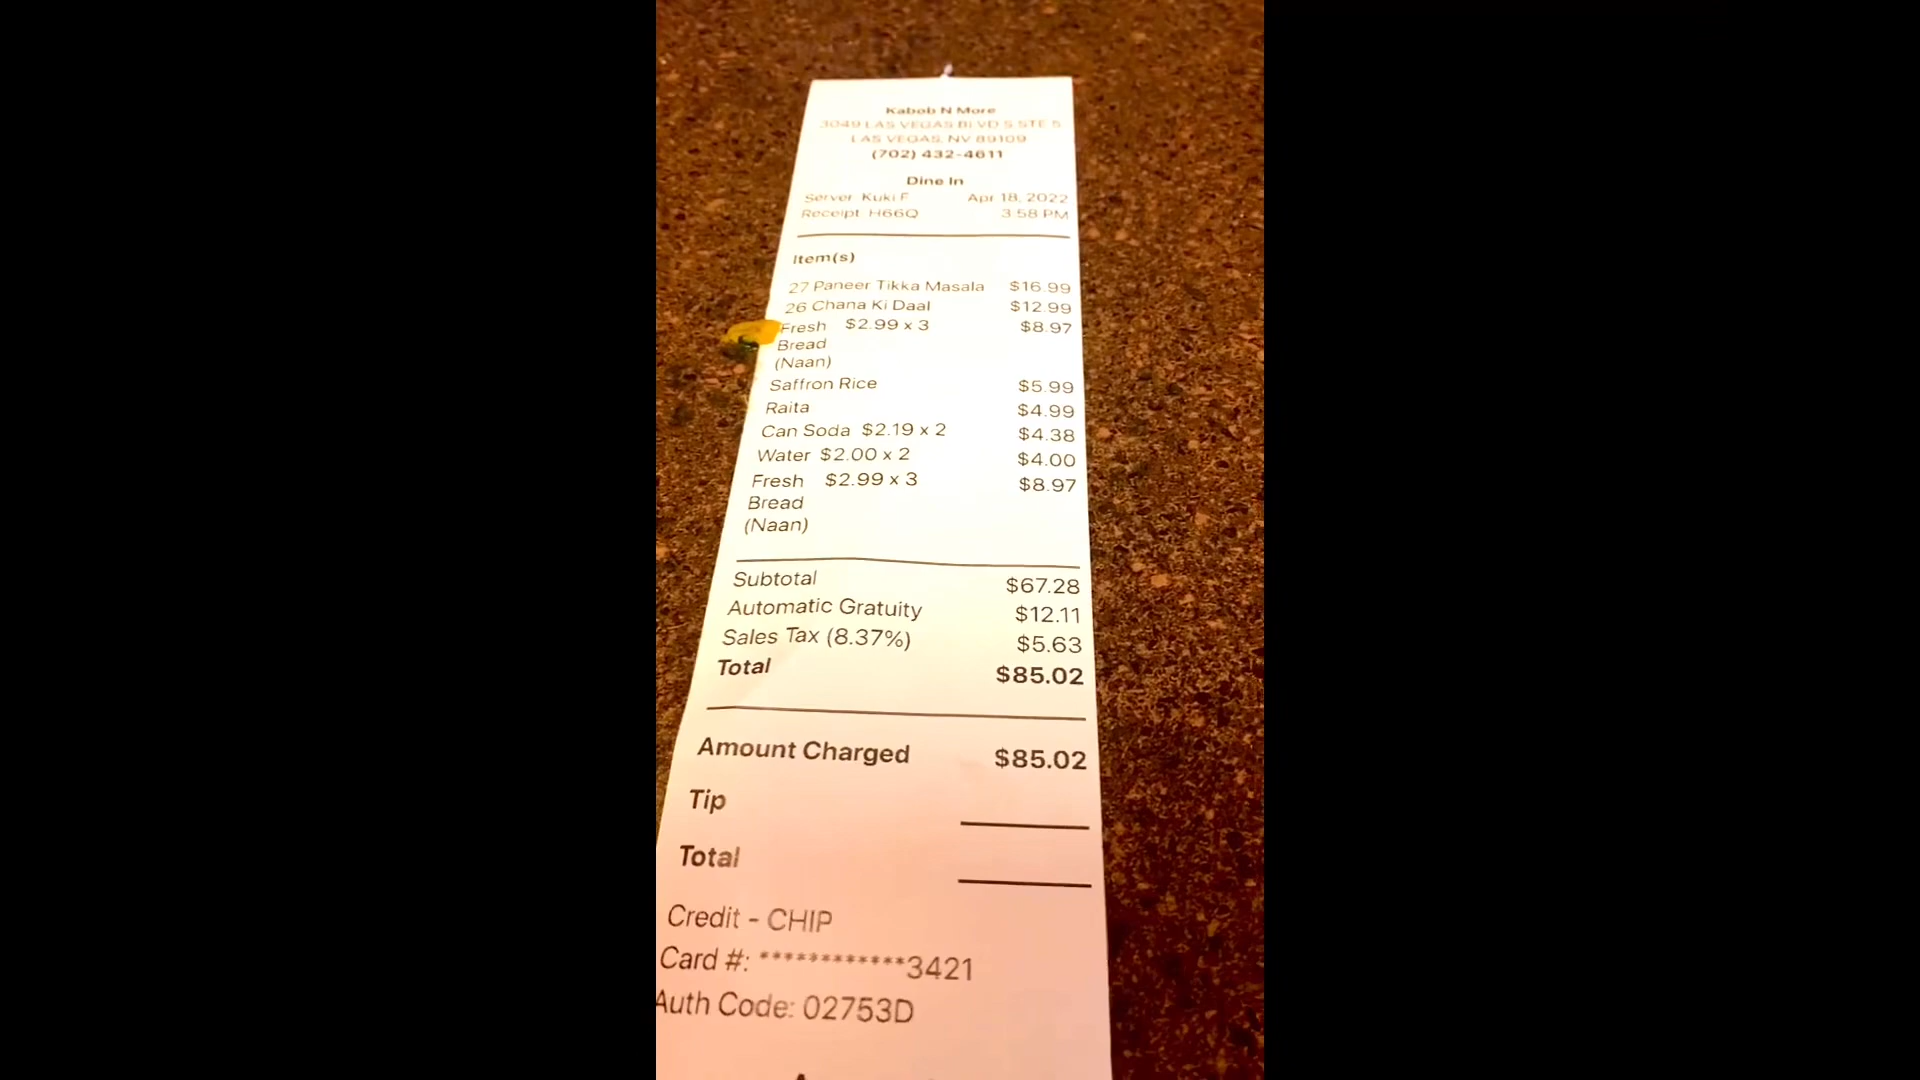 Kabob N More
3049 LAS VEGAS BLVD S STE 5
LAS VEGAS, NV 89109
(702) 432-4611
Dine In
Server Kuki F Apr 18, 2022
Receipt H66Q 3:58 PM
Item(s)
27 Paneer Tikka Masala $16.99
26 Chana Ki Daal $12.99
Fresh $2.99 x 3 $8.97
Bread
(Naan)
Saffron Rice $5.99
Raita $4.99
Can Soda $2.19 x 2 $4.38
Water $2.00 x 2 $4.00
Fresh $2.99 x 3 $8.97
Bread
(Naan)
Subtotal $67.28
Automatic Gratuity $12.11
Sales Tax (8.37%) $5.63
Total $85.02
Amount Charged $85.02
Tip
Total
Credit - CHIP
Card #: ************3421
Auth Code: 02753D